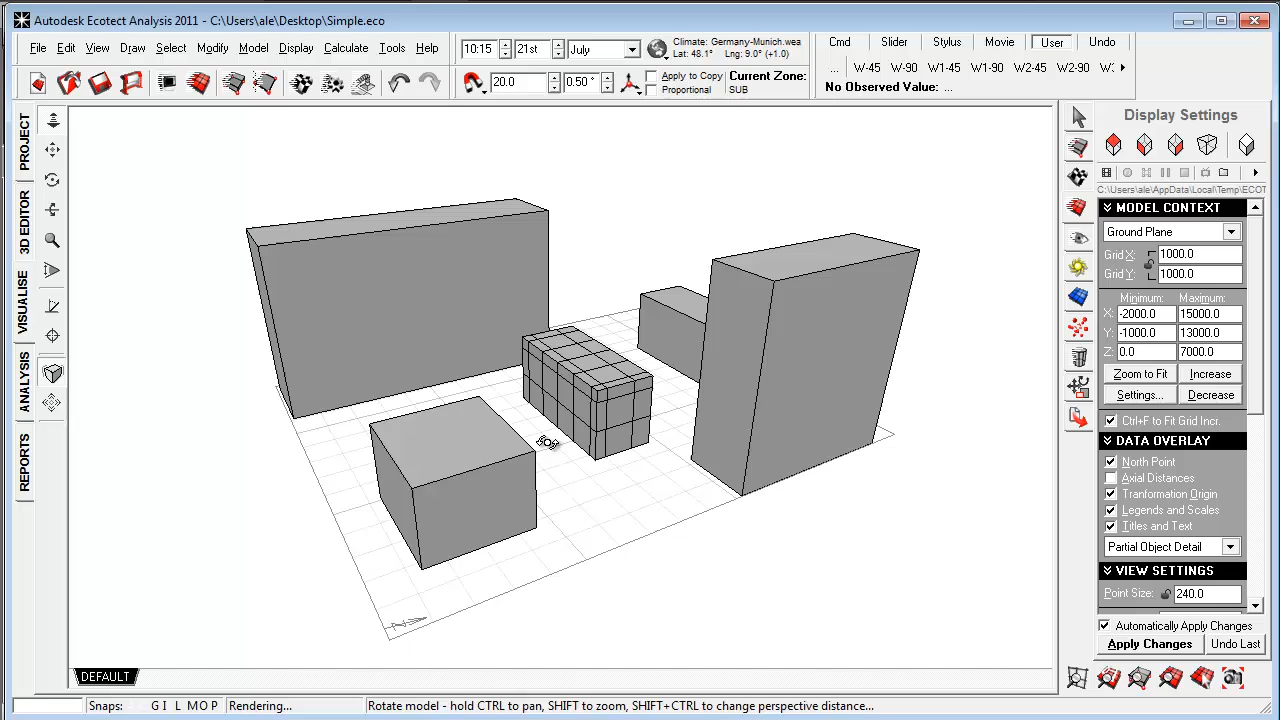 Autodesk Ecotect Analysis 2011 - C:\Users\ale\Desktop\Simple.eco
File Edit View Draw Select Modify Model Display Calculate Tools Help
10:15 21st July
Climate: Germany-Munich.wea
Lat: 48.1° Lng: 9.0° (+1.0)
Cmd Slider Stylus Movie User Undo
... W-45 W-90 W1-45 W1-90 W2-45 W2-90 W:
20.0 0.50 °
Apply to Copy
Proportional
Current Zone:
SUB
No Observed Value: ...
PROJECT
3D EDITOR
VISUALISE
ANALYSIS
REPORTS
N
DEFAULT
Display Settings
C:\Users\ale\AppData\Local\Temp\ECOT
MODEL CONTEXT
Ground Plane
Grid X: 1000.0
Grid Y: 1000.0
Minimum: Maximum:
X: -2000.0 15000.0
Y: -1000.0 13000.0
Z: 0.0 7000.0
Zoom to Fit Increase
Settings... Decrease
Ctrl+F to Fit Grid Incr.
DATA OVERLAY
North Point
Axial Distances
Tranformation Origin
Legends and Scales
Titles and Text
Partial Object Detail
VIEW SETTINGS
Point Size: 240.0
Automatically Apply Changes
Apply Changes Undo Last
Snaps: G I L M O P Rendering... Rotate model - hold CTRL to pan, SHIFT to zoom, SHIFT+CTRL to change perspective distance...